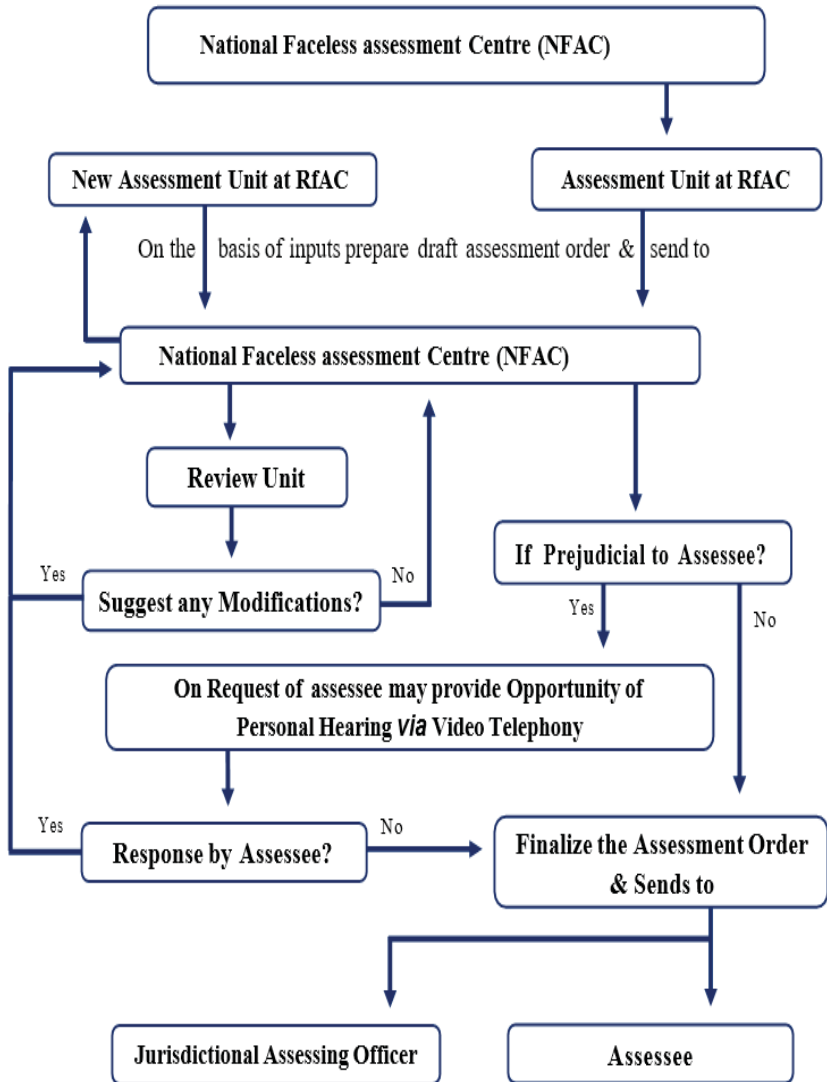 National Faceless assessment Centre (NFAC)
New Assessment Unit at RfAC
Assessment Unit at RfAC
On the basis of inputs prepare draft assessment order & send to
National Faceless assessment Centre (NFAC)
Review Unit
If Prejudicial to Assessee?
Yes
Suggest any Modifications?
No
Yes
No
On Request of assessee may provide Opportunity of
Personal Hearing via Video Telephony
Yes
Response by Assessee?
No
Finalize the Assessment Order
& Sends to
Jurisdictional Assessing Officer
Assessee